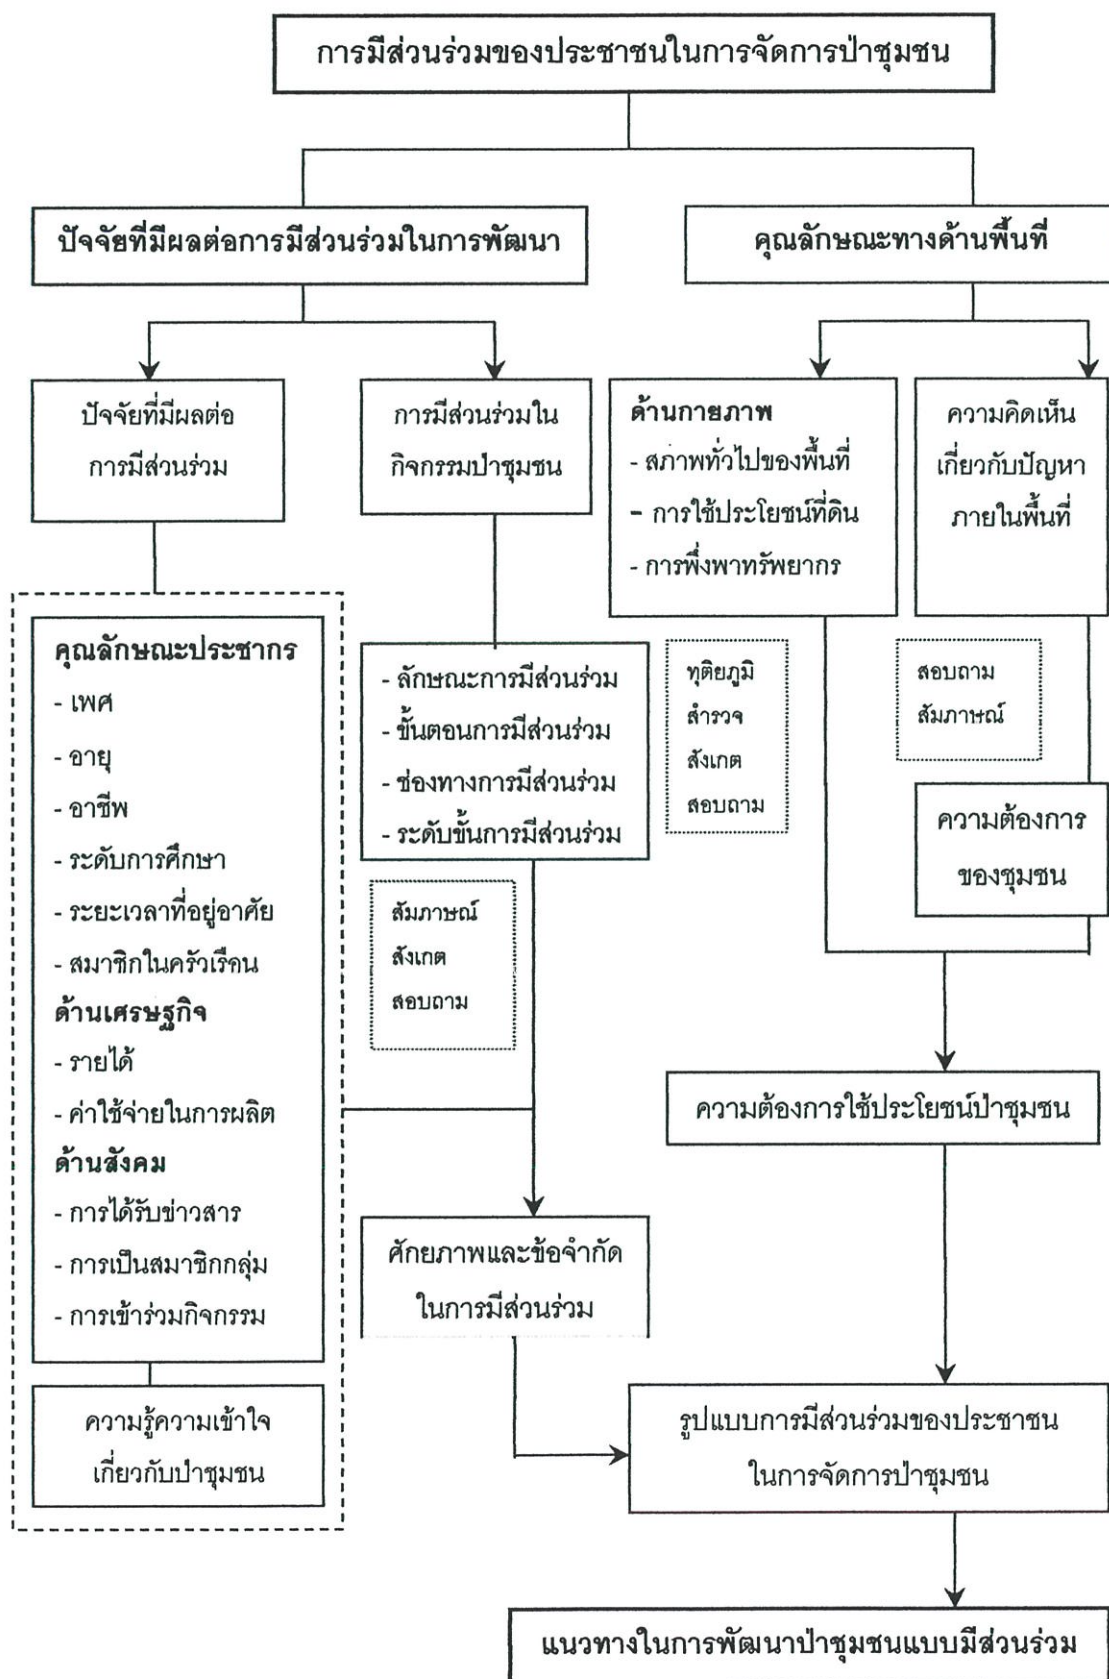 การมีส่วนร่วมของประชาชนในการจัดการป่าชุมชน
ปัจจัยที่มีผลต่อการมีส่วนร่วมในการพัฒนา
คุณลักษณะทางด้านพื้นที่
ปัจจัยที่มีผลต่อ
การมีส่วนร่วม
การมีส่วนร่วมใน
กิจกรรมป่าชุมชน
ด้านกายภาพ
- สภาพทั่วไปของพื้นที่
- การใช้ประโยชน์ที่ดิน
- การพึ่งพาทรัพยากร
ความคิดเห็น
เกี่ยวกับปัญหา
ภายในพื้นที่
คุณลักษณะประชากร
- เพศ
- อายุ
- อาชีพ
- ระดับการศึกษา
- ระยะเวลาที่อยู่อาศัย
- สมาชิกในครัวเรือน
ด้านเศรษฐกิจ
- รายได้
- ค่าใช้จ่ายในการผลิต
ด้านสังคม
- การได้รับข่าวสาร
- การเป็นสมาชิกกลุ่ม
- การเข้าร่วมกิจกรรม
- ลักษณะการมีส่วนร่วม
- ขั้นตอนการมีส่วนร่วม
- ช่องทางการมีส่วนร่วม
- ระดับขั้นการมีส่วนร่วม
ทุติยภูมิ
สำรวจ
สังเกต
สอบถาม
สอบถาม
สัมภาษณ์
ความต้องการ
ของชุมชน
สัมภาษณ์
สังเกต
สอบถาม
ความต้องการใช้ประโยชน์ป่าชุมชน
ศักยภาพและข้อจำกัด
ในการมีส่วนร่วม
ความรู้ความเข้าใจ
เกี่ยวกับป่าชุมชน
รูปแบบการมีส่วนร่วมของประชาชน
ในการจัดการป่าชุมชน
แนวทางในการพัฒนาป่าชุมชนแบบมีส่วนร่วม